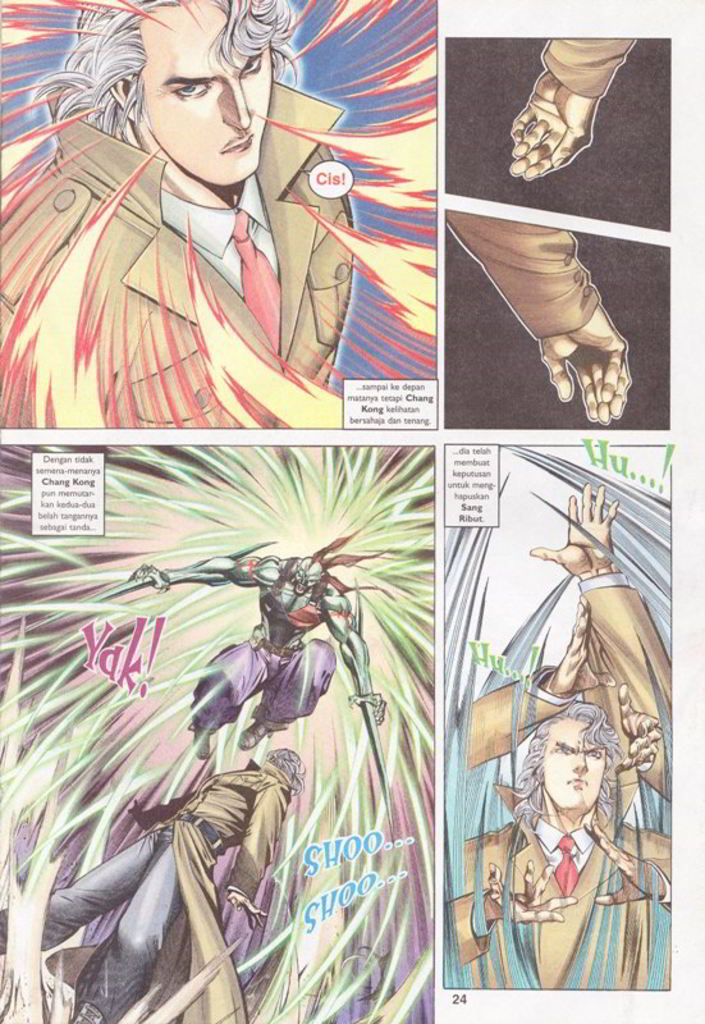 Cis!
...sampai ke depan
matanya tetapi Chang
Kong kelihatan
bersahaja dan tenang.
Dengan tidak
semena-menanya
Chang Kong
pun memutar-
kan kedua-dua
belah tangannya
sebagai tanda...
Yak!
SHOO...
SHOO...
...dia telah
membuat
keputusan
untuk meng-
hapuskan
Sang
Ribut.
Hu....!
Hu...!
24